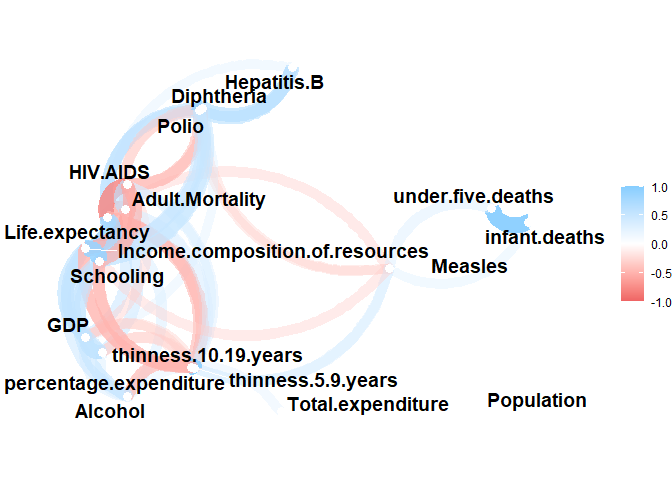 Hepatitis.B
Diphtheria
Polio
HIV.AIDS
Adult.Mortality
under.five.deaths
Life.expectancy
infant.deaths
Income.composition.of.resources
Measles
Schooling
GDP
thinness.10.19.years
percentage.expenditure
thinness.5.9.years
Alcohol
Total.expenditure
Population
1.0
0.5
0.0
-0.5
-1.0